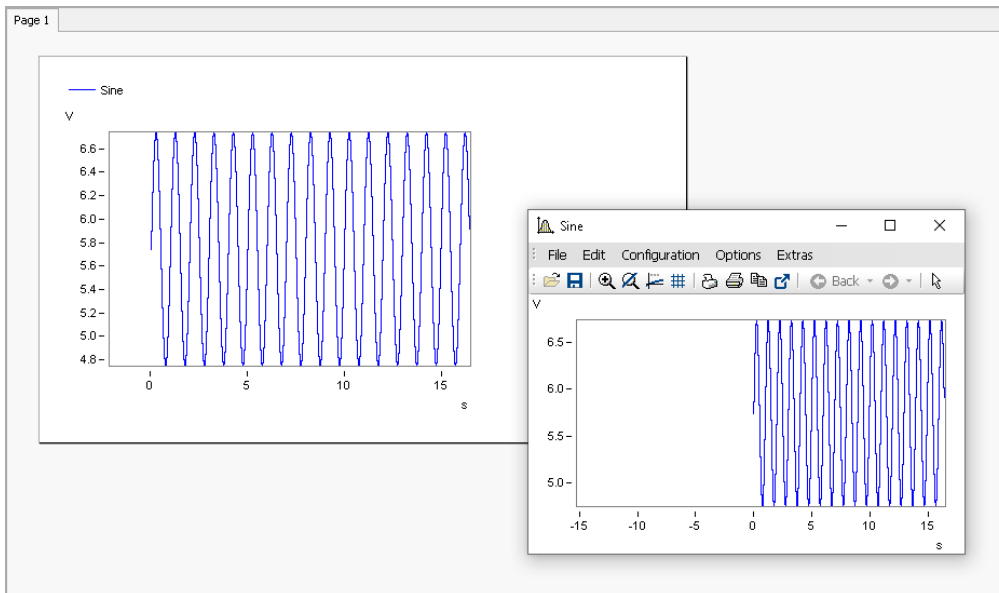 Page 1
Sine
V
6.6
6.4
6.2
6.0
5.8
5.6
5.4
5.2
5.0
4.8
0 5 10 15
s
Sine
File Edit Configuration Options Extras
Back
V
6.5
6.0
5.5
5.0
-15 -10 -5 0 5 10 15
s